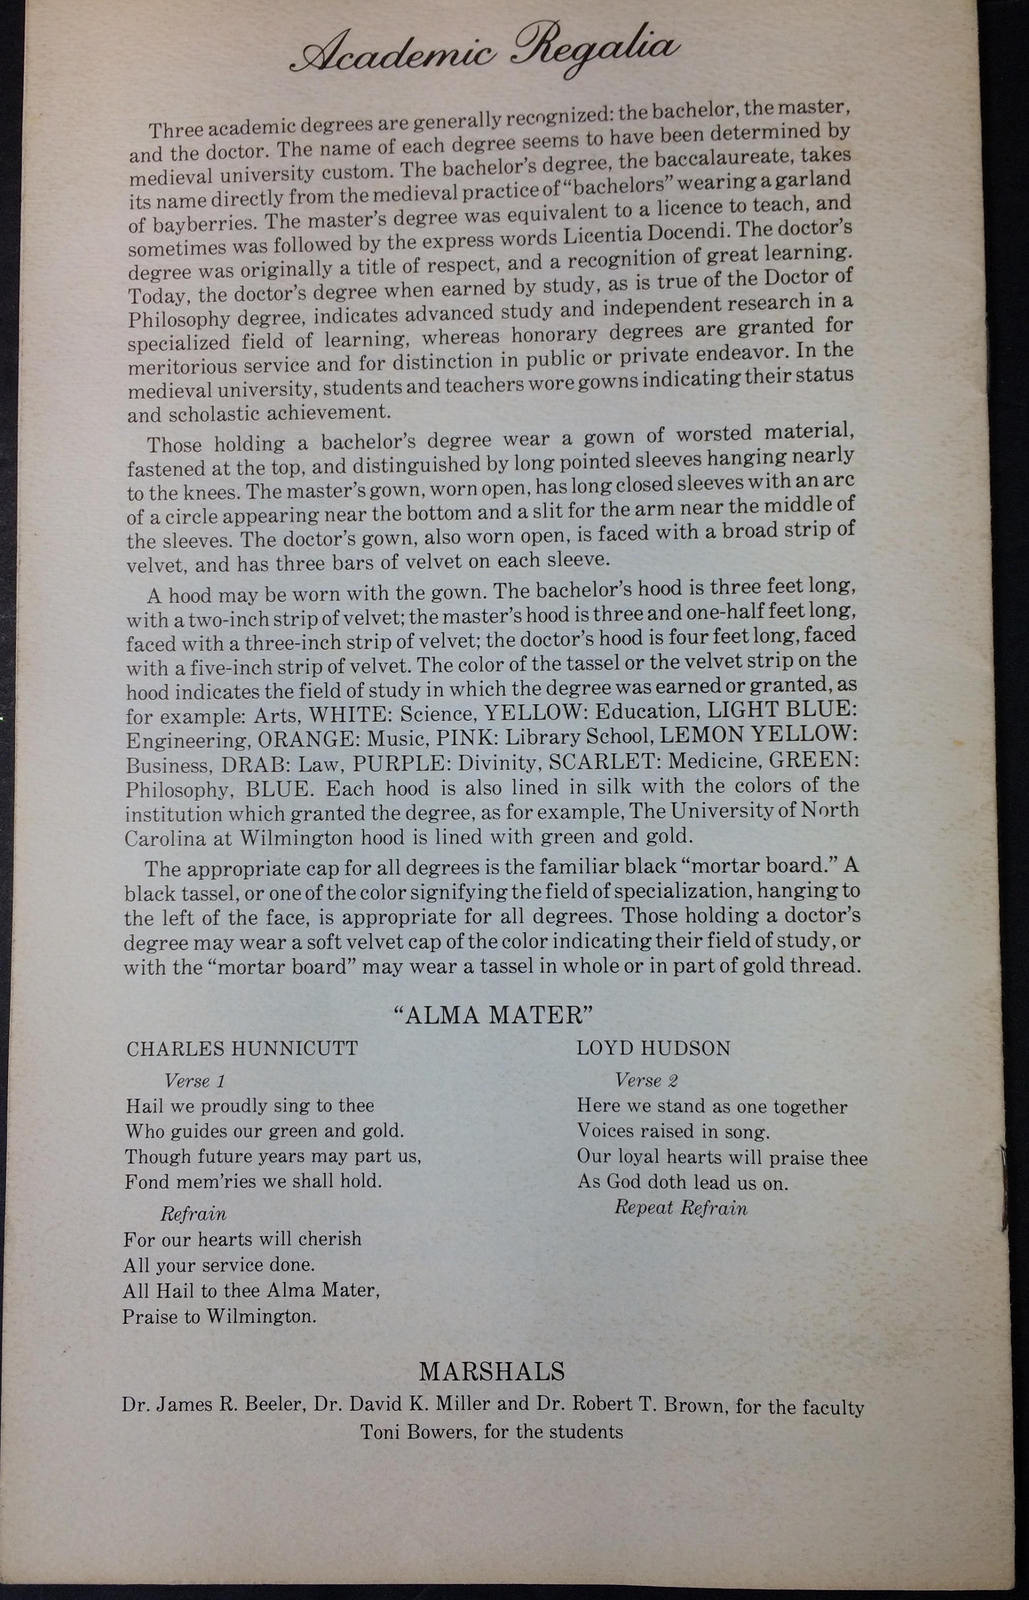 Academic Regalia
Three academic degrees are generally recognized: the bachelor, the master,
and the doctor. The name of each degree seems to have been determined by
medieval university custom. The bachelor's degree, the baccalaureate, takes
its name directly from the medieval practice of "bachelors" wearing a garland
of bayberries. The master's degree was equivalent to a licence to teach, and
sometimes was followed by the express words Licentia Docendi. The doctor's
degree was originally a title of respect, and a recognition of great learning.
Today, the doctor's degree when earned by study, as is true of the Doctor of
Philosophy degree, indicates advanced study and independent research in a
specialized field of learning, whereas honorary degrees are granted for
meritorious service and for distinction in public or private endeavor. In the
medieval university, students and teachers wore gowns indicating their status
and scholastic achievement.
Those holding a bachelor's degree wear a gown of worsted material,
fastened at the top, and distinguished by long pointed sleeves hanging nearly
to the knees. The master's gown, worn open, has long closed sleeves with an arc
of a circle appearing near the bottom and a slit for the arm near the middle of
the sleeves. The doctor's gown, also worn open, is faced with a broad strip of
velvet, and has three bars of velvet on each sleeve.
A hood may be worn with the gown. The bachelor's hood is three feet long,
with a two-inch strip of velvet; the master's hood is three and one-half feet long,
faced with a three-inch strip of velvet; the doctor's hood is four feet long, faced
with a five-inch strip of velvet. The color of the tassel or the velvet strip on the
hood indicates the field of study in which the degree was earned or granted, as
for example: Arts, WHITE: Science, YELLOW: Education, LIGHT BLUE:
Engineering, ORANGE: Music, PINK: Library School, LEMON YELLOW:
Business, DRAB: Law, PURPLE: Divinity, SCARLET: Medicine, GREEN:
Philosophy, BLUE. Each hood is also lined in silk with the colors of the
institution which granted the degree, as for example, The University of North
Carolina at Wilmington hood is lined with green and gold.
The appropriate cap for all degrees is the familiar black "mortar board." A
black tassel, or one of the color signifying the field of specialization, hanging to
the left of the face, is appropriate for all degrees. Those holding a doctor's
degree may wear a soft velvet cap of the color indicating their field of study, or
with the "mortar board" may wear a tassel in whole or in part of gold thread.
"ALMA MATER"
CHARLES HUNNICUTT
Verse 1
Hail we proudly sing to thee
Who guides our green and gold.
Though future years may part us,
Fond mem'ries we shall hold.
Refrain
For our hearts will cherish
All your service done.
All Hail to thee Alma Mater,
Praise to Wilmington.
LOYD HUDSON
Verse 2
Here we stand as one together
Voices raised in song.
Our loyal hearts will praise thee
As God doth lead us on.
Repeat Refrain
MARSHALS
Dr. James R. Beeler, Dr. David K. Miller and Dr. Robert T. Brown, for the faculty
Toni Bowers, for the students